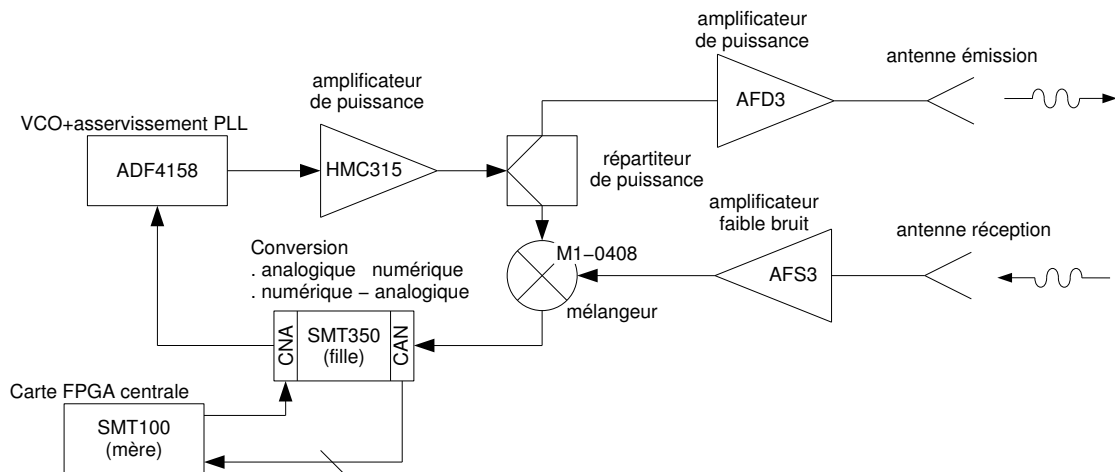 amplificateur
de puissance
AFD3
antenne émission
amplificateur
de puissance
HMC315
VCO+asservissement PLL
ADF4158
répartiteur
de puissance
amplificateur
faible bruit
AFS3
antenne réception
M1−0408
mélangeur
Conversion
. analogique numérique
. numérique − analogique
CNA
SMT350
(fille)
CAN
Carte FPGA centrale
SMT100
(mère)